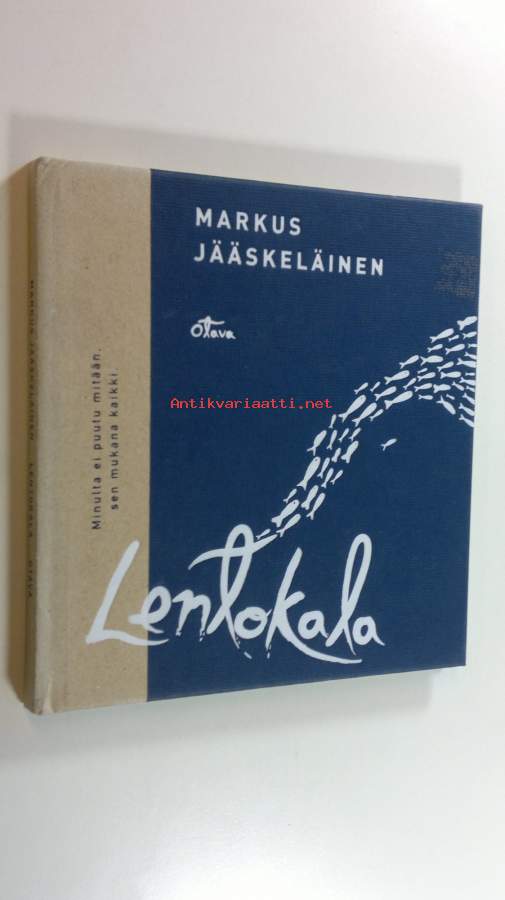 MARKUS
JÄÄSKELÄINEN
Otava
Antikvariaatti.net
Minulta ei puutu mitään,
sen mukana kaikki.
Lentokala
MARKUS JÄÄSKELÄINEN LENTOKALA OTAVA